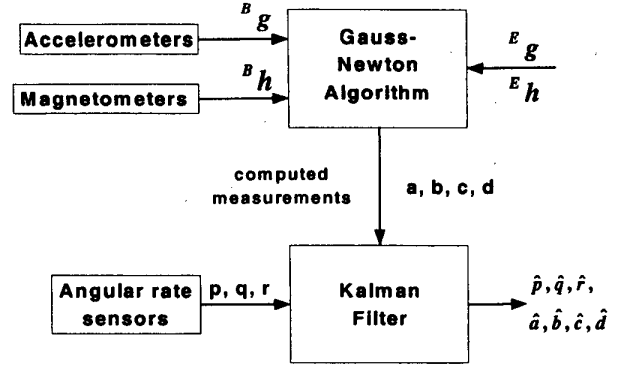 Accelerometers
B g
Gauss-
Newton
Algorithm
E g
Magnetometers
B h
E h
computed
measurements
a, b, c, d
Angular rate
sensors
p, q, r
Kalman
Filter
p̂, q̂, r̂,
â, b̂, ĉ, d̂